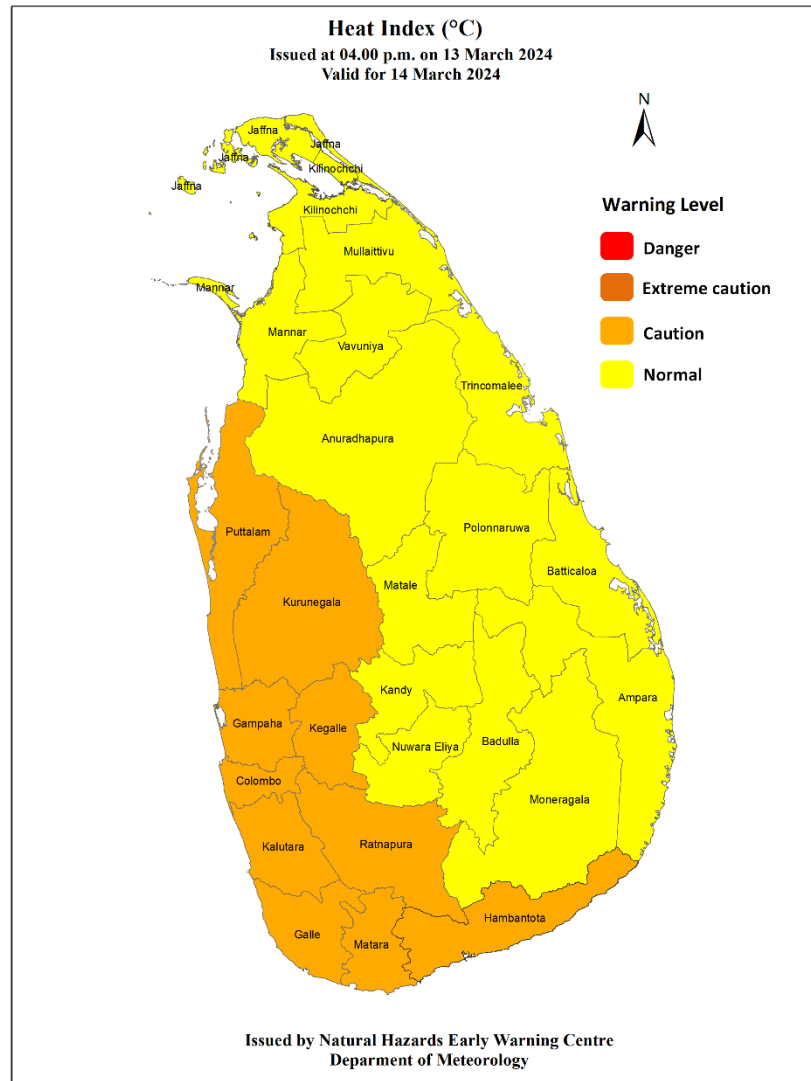 Heat Index (°C)
Issued at 04.00 p.m. on 13 March 2024
Valid for 14 March 2024
N
Jaffna
Jaffna
Jaffna
Kilinochchi
Jaffna
Kilinochchi
Warning Level
Danger
Extreme caution
Caution
Normal
Mullaittivu
Mannar
Mannar
Vavuniya
Trincomalee
Anuradhapura
Puttalam
Polonnaruwa
Batticaloa
Matale
Kurunegala
Kandy
Ampara
Gampaha
Kegalle
Nuwara Eliya
Badulla
Colombo
Moneragala
Kalutara
Ratnapura
Hambantota
Galle
Matara
Issued by Natural Hazards Early Warning Centre
Deparment of Meteorology